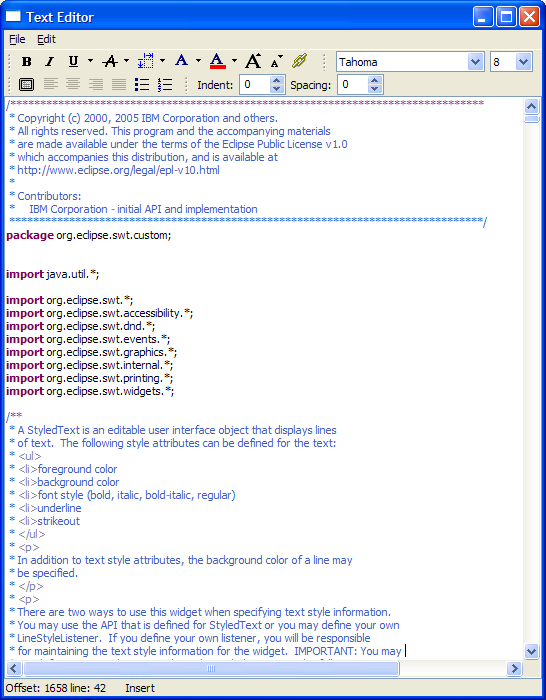 Text Editor
File Edit
B I U A A A A A Tahoma 8
Indent: 0 Spacing: 0
/*******************************************************************************
* Copyright (c) 2000, 2005 IBM Corporation and others.
* All rights reserved. This program and the accompanying materials
* are made available under the terms of the Eclipse Public License v1.0
* which accompanies this distribution, and is available at
* http://www.eclipse.org/legal/epl-v10.html
*
* Contributors:
*     IBM Corporation - initial API and implementation
*******************************************************************************/
package org.eclipse.swt.custom;
import java.util.*;
import org.eclipse.swt.*;
import org.eclipse.swt.accessibility.*;
import org.eclipse.swt.dnd.*;
import org.eclipse.swt.events.*;
import org.eclipse.swt.graphics.*;
import org.eclipse.swt.internal.*;
import org.eclipse.swt.printing.*;
import org.eclipse.swt.widgets.*;
/**
* A StyledText is an editable user interface object that displays lines
* of text.  The following style attributes can be defined for the text:
* <ul>
* <li>foreground color
* <li>background color
* <li>font style (bold, italic, bold-italic, regular)
* <li>underline
* <li>strikeout
* </ul>
* <p>
* In addition to text style attributes, the background color of a line may
* be specified.
* </p>
* <p>
* There are two ways to use this widget when specifying text style information.
* You may use the API that is defined for StyledText or you may define your own
* LineStyleListener.  If you define your own listener, you will be responsible
* for maintaining the text style information for the widget.  IMPORTANT: You may
Offset: 1658 line: 42 Insert